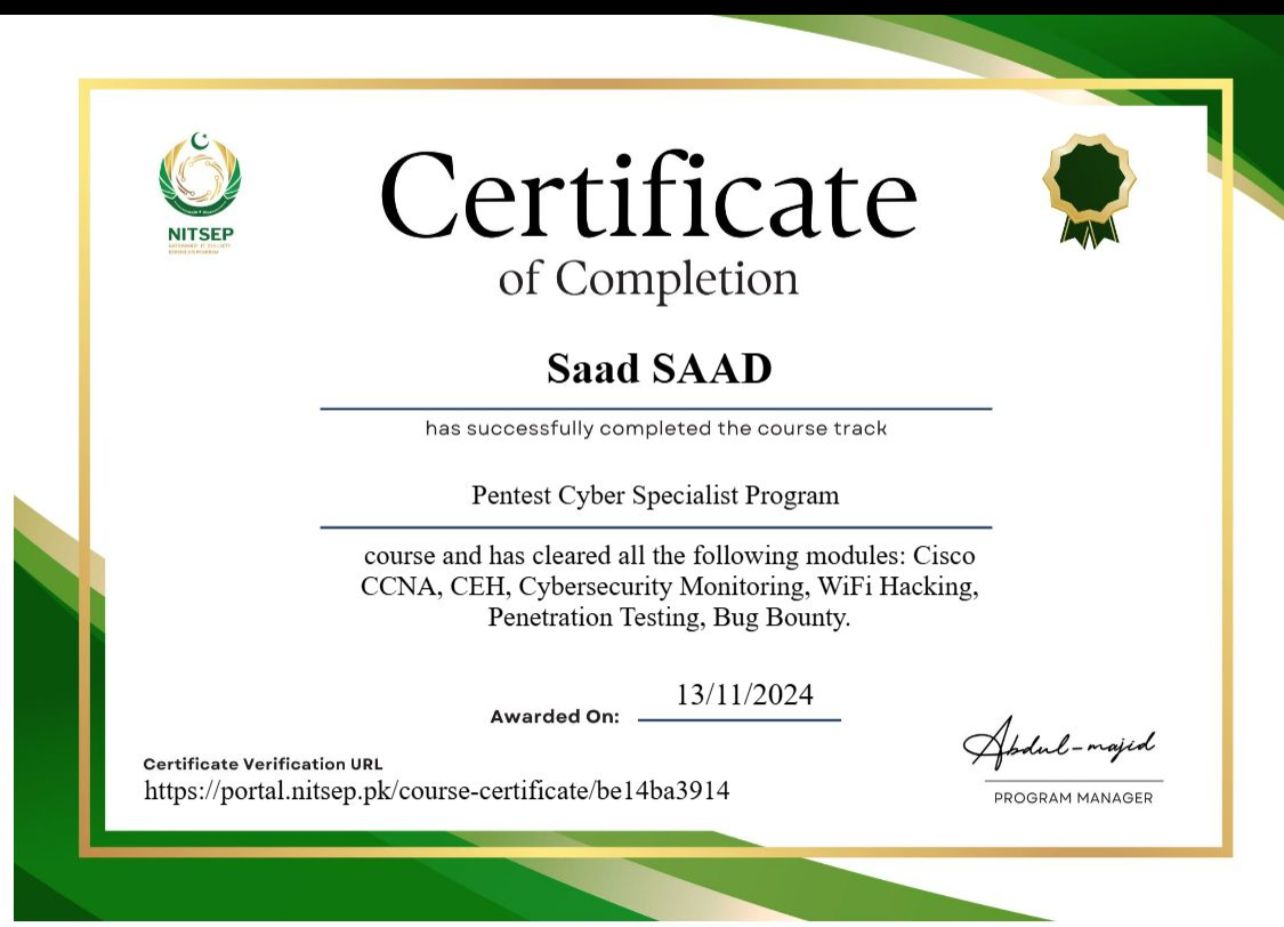 NITSEP
Certificate
of Completion
Saad SAAD
has successfully completed the course track
Pentest Cyber Specialist Program
course and has cleared all the following modules: Cisco
CCNA, CEH, Cybersecurity Monitoring, WiFi Hacking,
Penetration Testing, Bug Bounty.
13/11/2024
Awarded On:
Abdul-majid
Certificate Verification URL
https://portal.nitsep.pk/course-certificate/be14ba3914
PROGRAM MANAGER